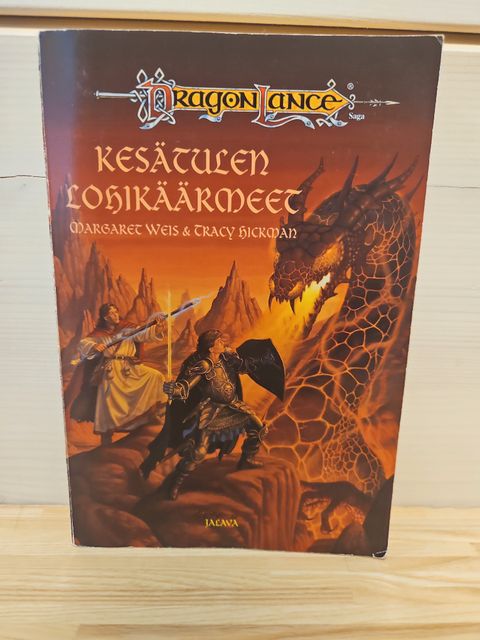 DRAGONLANCE®
Saga
KESÄTULEN
LOHIKÄÄRMEET
MARGARET WEIS & TRACY HICKMAN
JALAVA